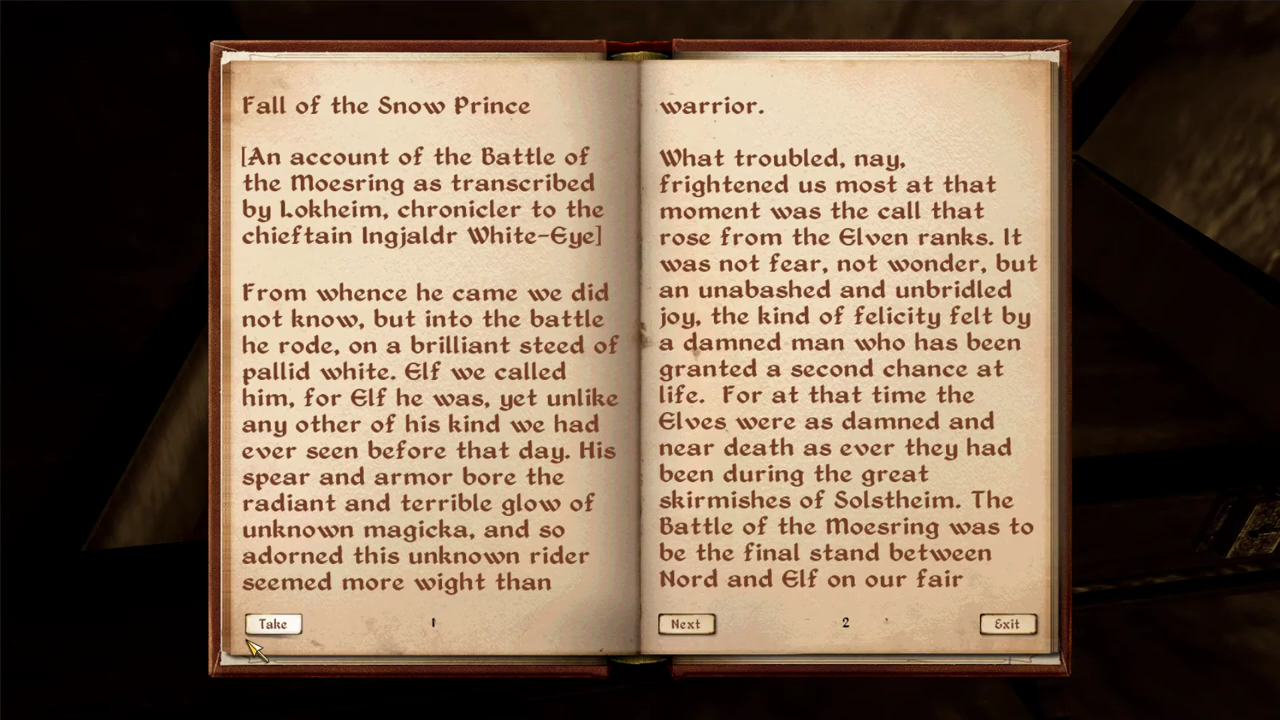 Fall of the Snow Prince
[An account of the Battle of
the Moesring as transcribed
by Lokheim, chronicler to the
chieftain Ingjaldr White-Eye]
From whence he came we did
not know, but into the battle
he rode, on a brilliant steed of
pallid white. Elf we called
him, for Elf he was, yet unlike
any other of his kind we had
ever seen before that day. His
spear and armor bore the
radiant and terrible glow of
unknown magicka, and so
adorned this unknown rider
seemed more wight than
Take
1
warrior.
What troubled, nay,
frightened us most at that
moment was the call that
rose from the Elven ranks. It
was not fear, not wonder, but
an unabashed and unbridled
joy, the kind of felicity felt by
a damned man who has been
granted a second chance at
life.  For at that time the
Elves were as damned and
near death as ever they had
been during the great
skirmishes of Solstheim. The
Battle of the Moesring was to
be the final stand between
Nord and Elf on our fair
Next
2
Exit